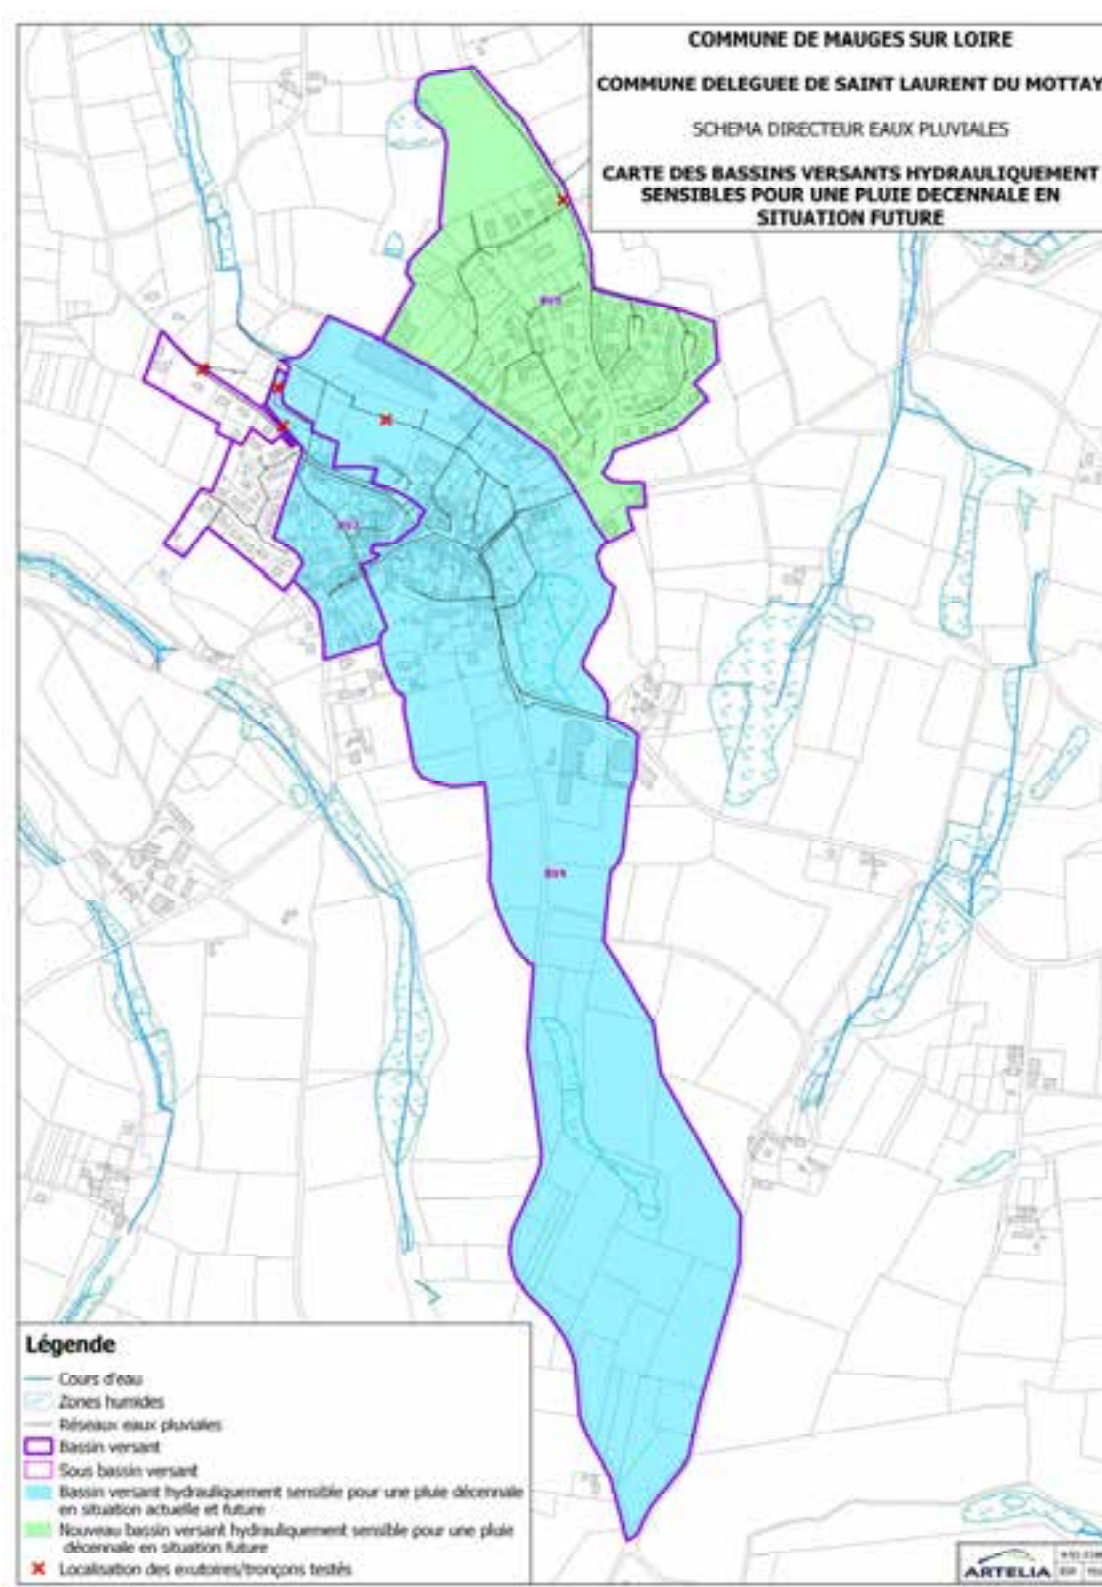 COMMUNE DE MAUGES SUR LOIRE
COMMUNE DELEGUEE DE SAINT LAURENT DU MOTTAY
SCHEMA DIRECTEUR EAUX PLUVIALES
CARTE DES BASSINS VERSANTS HYDRAULIQUEMENT
SENSIBLES POUR UNE PLUIE DECENNALE EN
SITUATION FUTURE
BV4
Légende
Cours d'eau
Zones humides
Réseaux eaux pluviales
Bassin versant
Sous bassin versant
Bassin versant hydrauliquement sensible pour une pluie décennale
en situation actuelle et future
Nouveau bassin versant hydrauliquement sensible pour une pluie
décennale en situation future
Localisation des exutoires/tronçons testés
ARTELIA